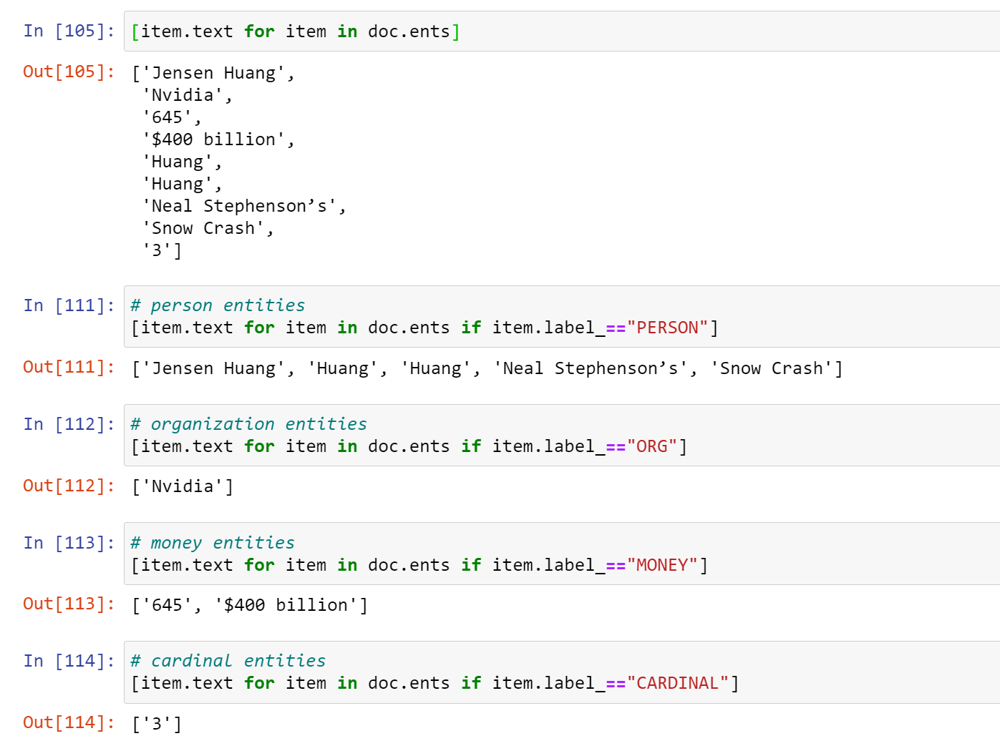 In [105]: [item.text for item in doc.ents]
Out[105]: ['Jensen Huang',
'Nvidia',
'645',
'$400 billion',
'Huang',
'Huang',
'Neal Stephenson’s',
'Snow Crash',
'3']
In [111]: # person entities
[item.text for item in doc.ents if item.label_=="PERSON"]
Out[111]: ['Jensen Huang', 'Huang', 'Huang', 'Neal Stephenson’s', 'Snow Crash']
In [112]: # organization entities
[item.text for item in doc.ents if item.label_=="ORG"]
Out[112]: ['Nvidia']
In [113]: # money entities
[item.text for item in doc.ents if item.label_=="MONEY"]
Out[113]: ['645', '$400 billion']
In [114]: # cardinal entities
[item.text for item in doc.ents if item.label_=="CARDINAL"]
Out[114]: ['3']